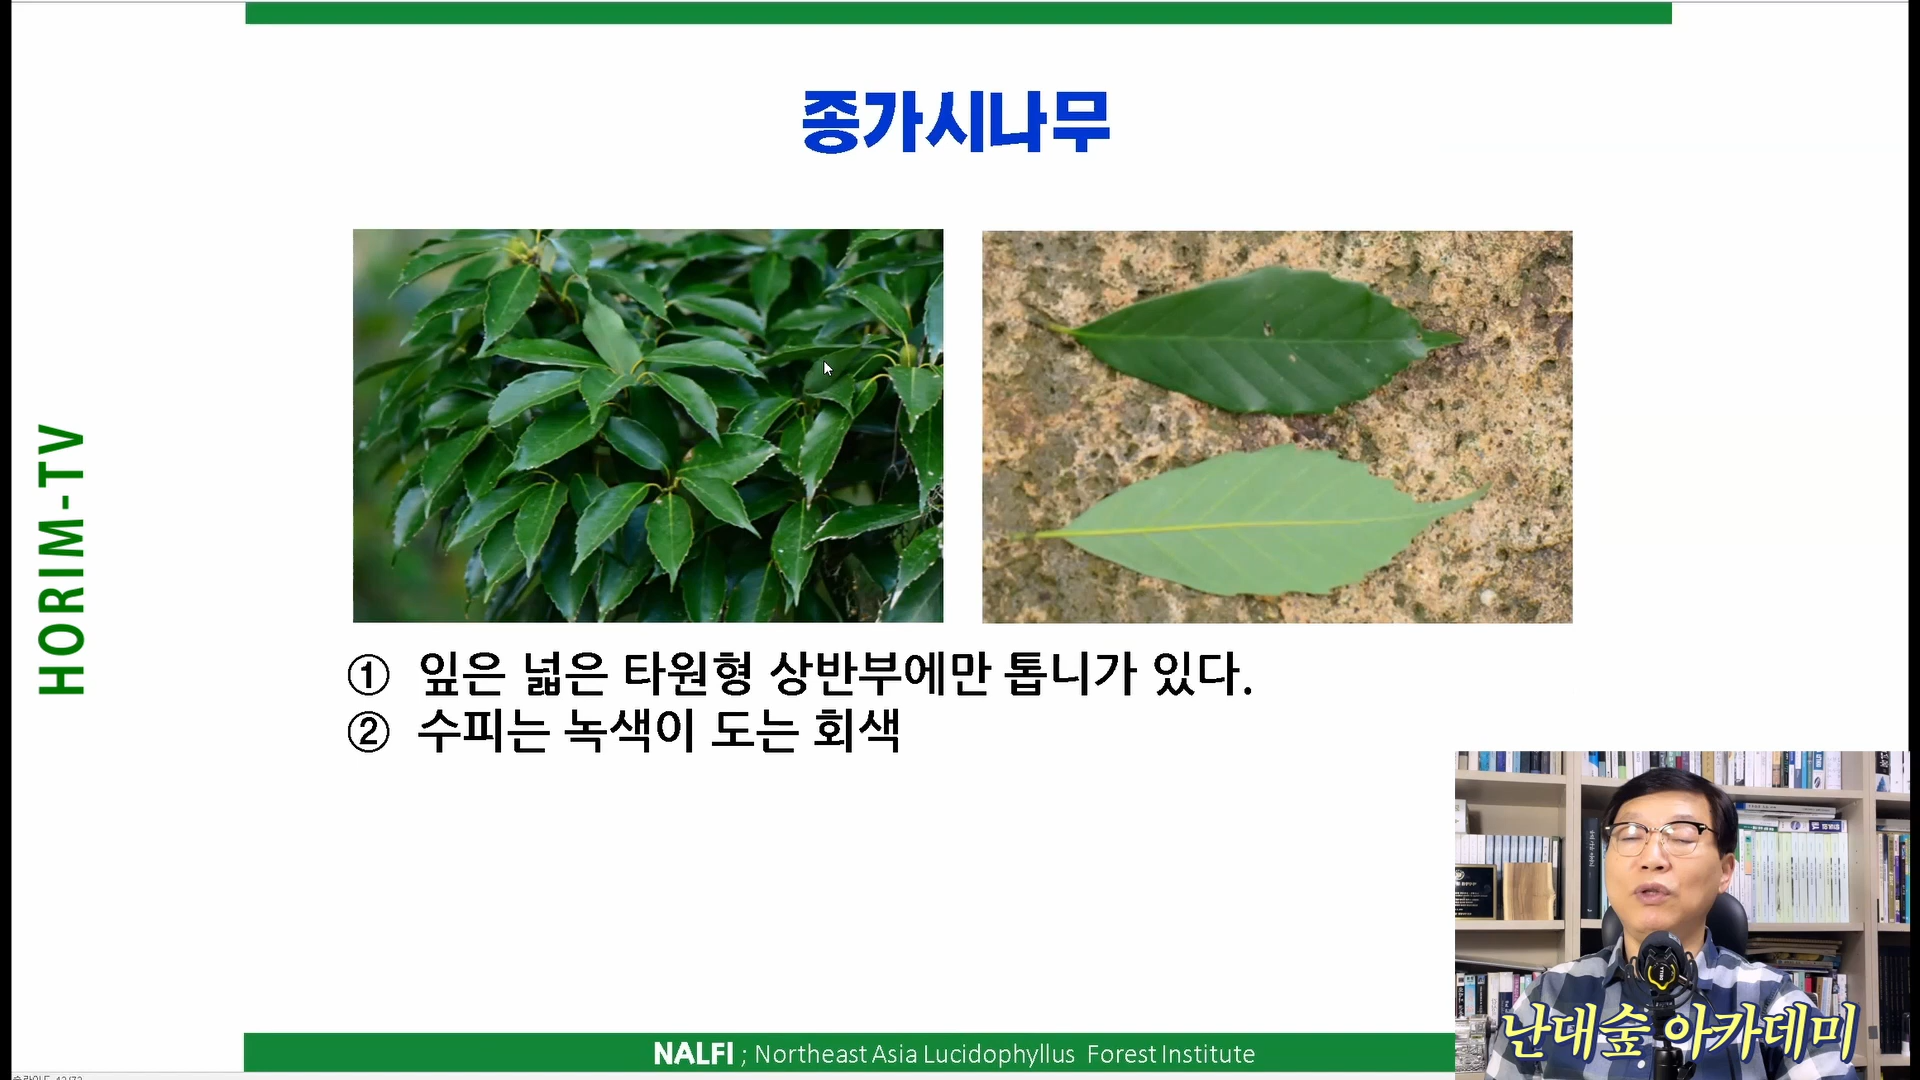 종가시나무
HORIM-TV
① 잎은 넓은 타원형 상반부에만 톱니가 있다.
② 수피는 녹색이 도는 회색
난대숲 아카데미
NALFI ; Northeast Asia Lucidophyllus Forest Institute